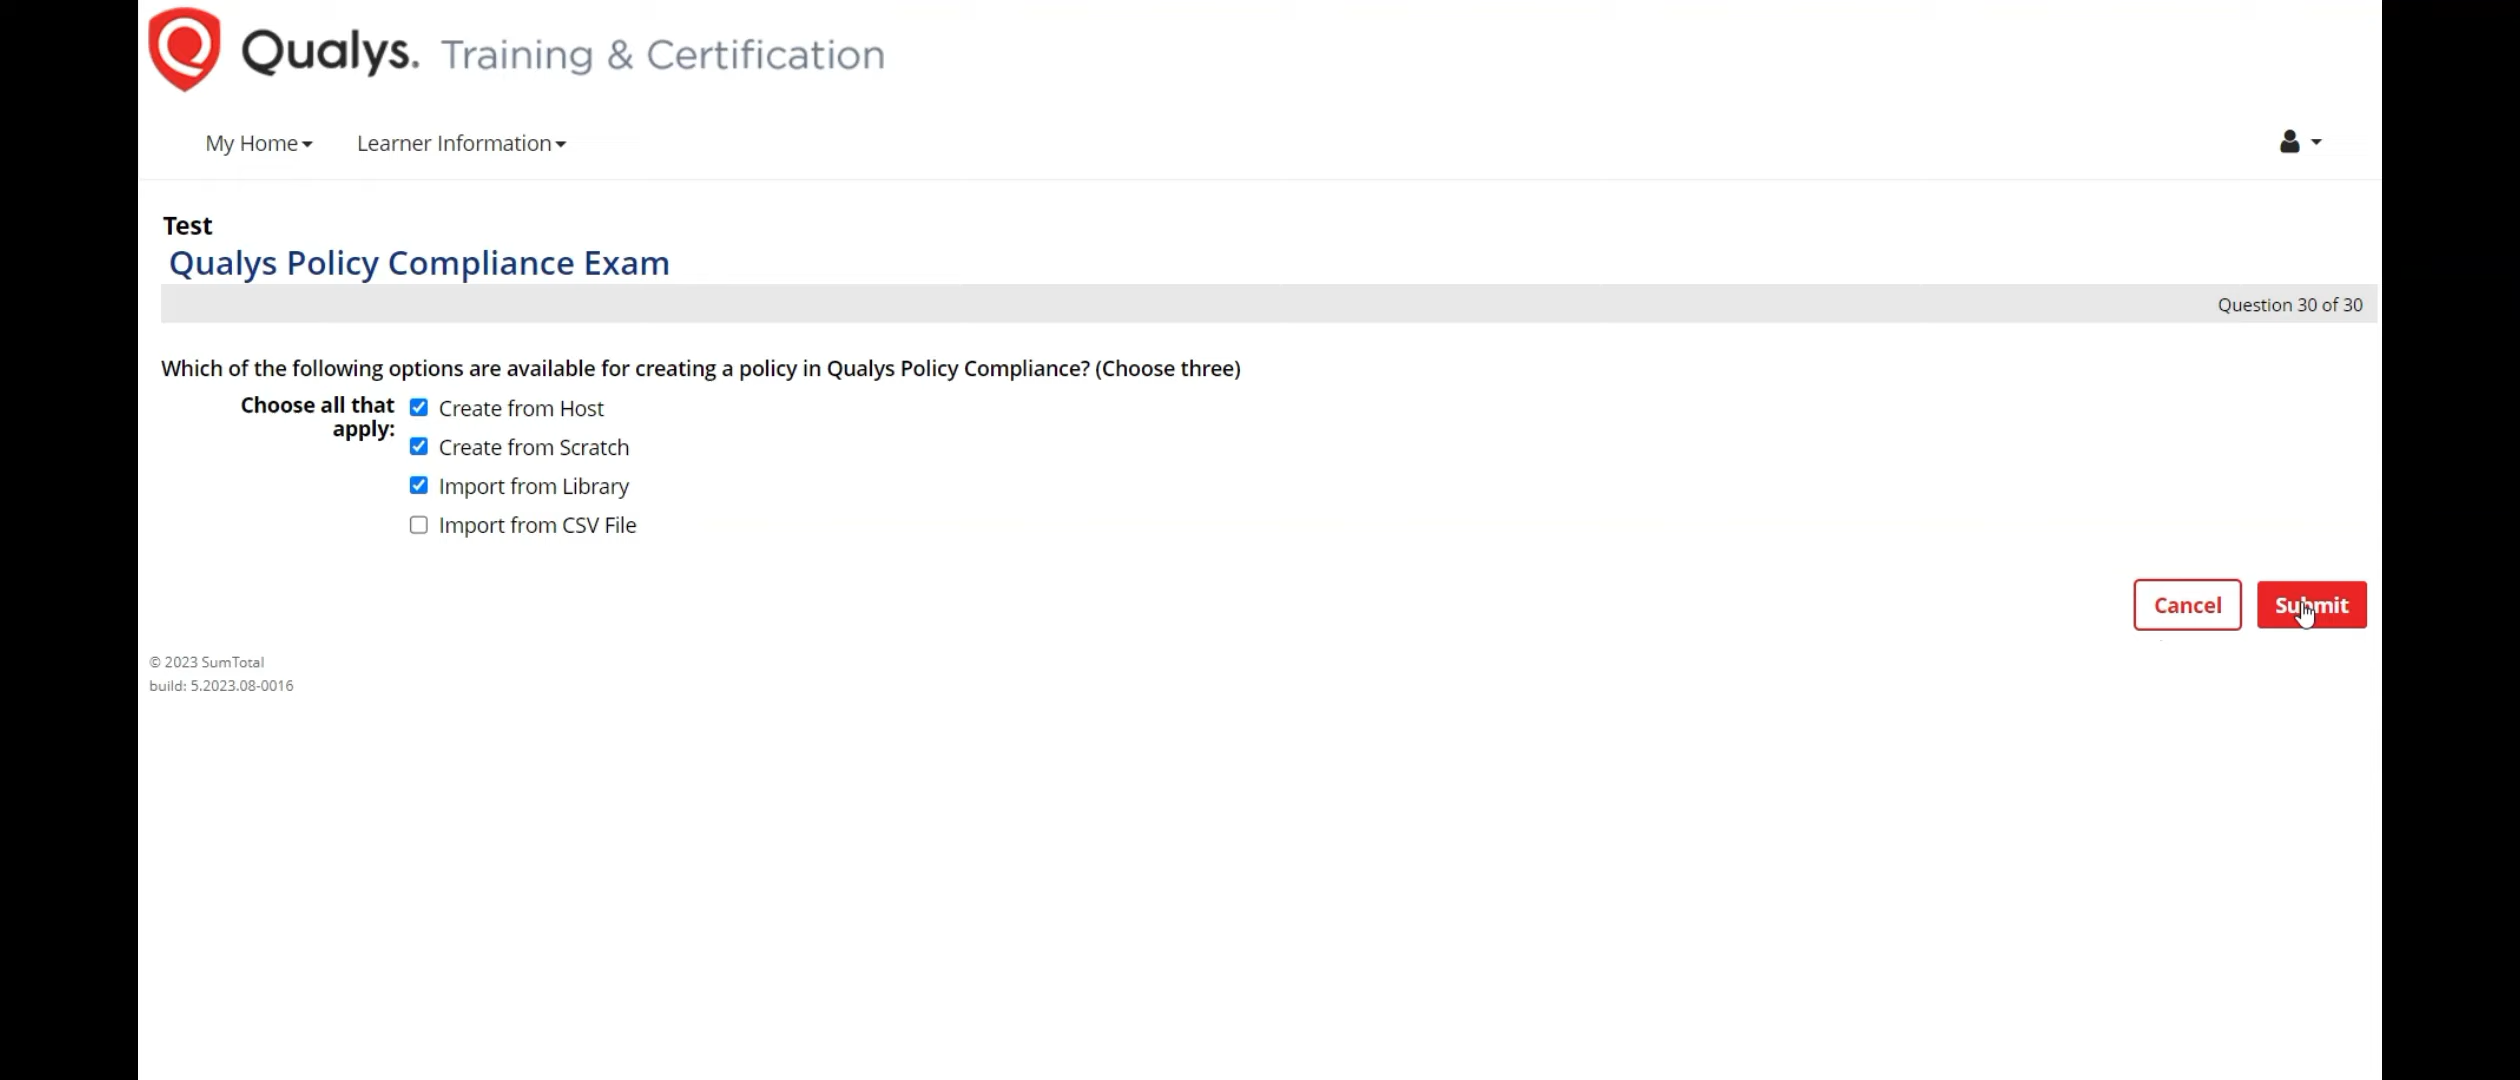 Qualys. Training & Certification
My Home Learner Information
Test
Qualys Policy Compliance Exam
Question 30 of 30
Which of the following options are available for creating a policy in Qualys Policy Compliance? (Choose three)
Choose all that apply:
Create from Host
Create from Scratch
Import from Library
Import from CSV File
Cancel Submit
© 2023 SumTotal
build: 5.2023.08-0016